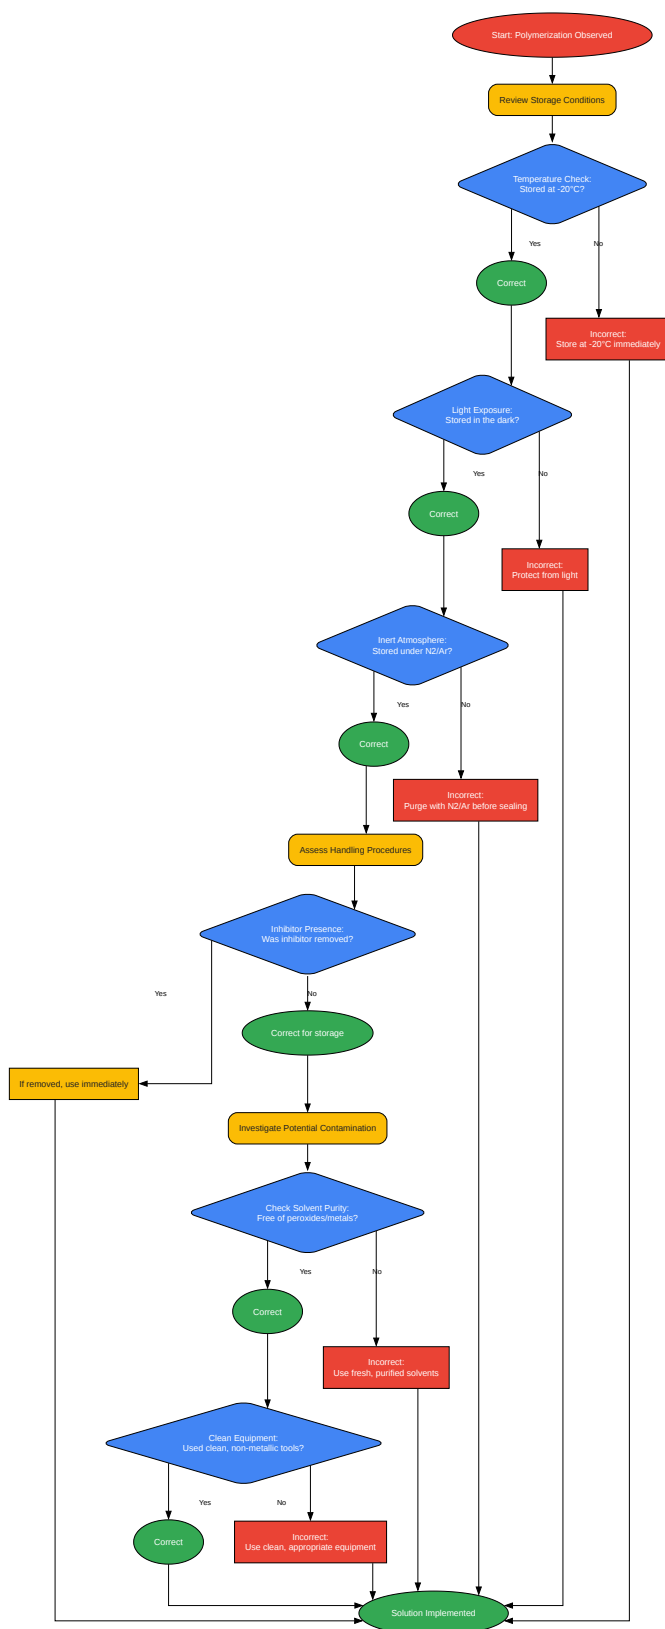 Start: Polymerization Observed
Review Storage Conditions
Temperature Check:
Stored at -20°C?
Yes
No
Correct
Incorrect:
Store at -20°C immediately
Light Exposure:
Stored in the dark?
Yes
No
Correct
Incorrect:
Protect from light
Inert Atmosphere:
Stored under N2/Ar?
Yes
No
Correct
Incorrect:
Purge with N2/Ar before sealing
Assess Handling Procedures
Inhibitor Presence:
Was inhibitor removed?
Yes
No
Correct for storage
If removed, use immediately
Investigate Potential Contamination
Check Solvent Purity:
Free of peroxides/metals?
Yes
No
Correct
Incorrect:
Use fresh, purified solvents
Clean Equipment:
Used clean, non-metallic tools?
Yes
No
Correct
Incorrect:
Use clean, appropriate equipment
Solution Implemented